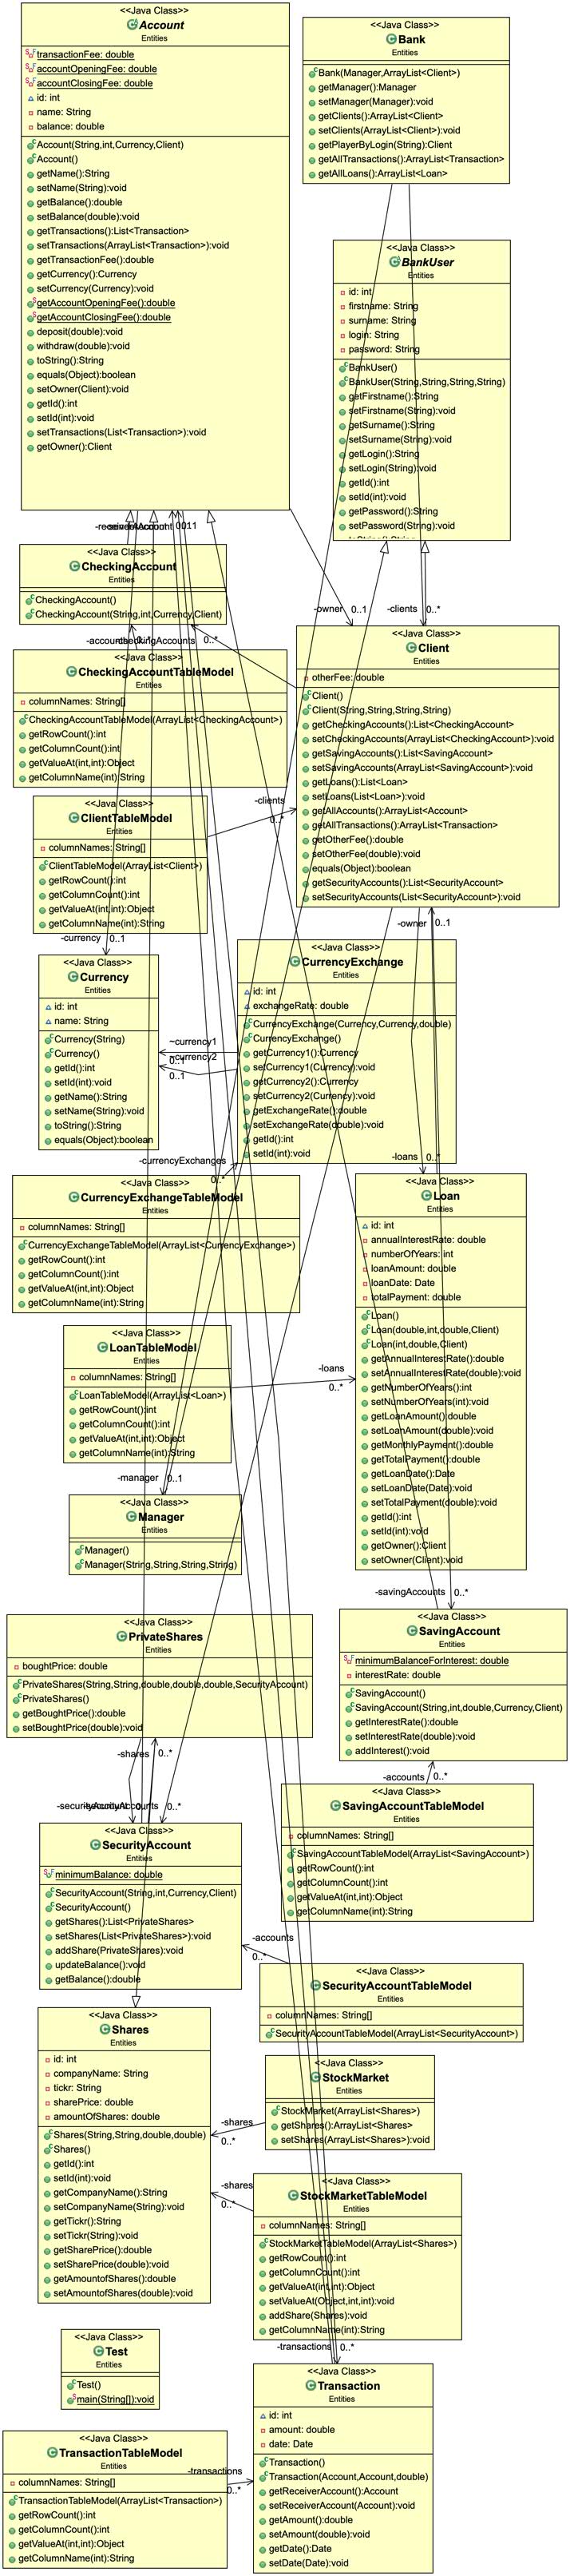 <<Java Class>>
Account
Entities
transactionFee: double
accountOpeningFee: double
accountClosingFee: double
id: int
name: String
balance: double
Account(String,int,Currency,Client)
Account()
getName():String
setName(String):void
getBalance():double
setBalance(double):void
getTransactions():List<Transaction>
setTransactions(ArrayList<Transaction>):void
getTransactionFee():double
getCurrency():Currency
setCurrency(Currency):void
getAccountOpeningFee():double
getAccountClosingFee():double
deposit(double):void
withdraw(double):void
toString():String
equals(Object):boolean
setOwner(Client):void
getId():int
setId(int):void
setTransactions(List<Transaction>):void
getOwner():Client
<<Java Class>>
Bank
Entities
Bank(Manager,ArrayList<Client>)
getManager():Manager
setManager(Manager):void
getClients():ArrayList<Client>
setClients(ArrayList<Client>):void
getPlayerByLogin(String):Client
getAllTransactions():ArrayList<Transaction>
getAllLoans():ArrayList<Loan>
<<Java Class>>
BankUser
Entities
id: int
firstname: String
surname: String
login: String
password: String
BankUser()
BankUser(String,String,String,String)
getFirstname():String
setFirstname(String):void
getSurname():String
setSurname(String):void
getLogin():String
setLogin(String):void
getId():int
setId(int):void
getPassword():String
setPassword(String):void
<<Java Class>>
CheckingAccount
Entities
CheckingAccount()
CheckingAccount(String,int,Currency,Client)
-owner 0..1
-clients 0..*
0..*
<<Java Class>>
CheckingAccountTableModel
Entities
columnNames: String[]
CheckingAccountTableModel(ArrayList<CheckingAccount>)
getRowCount():int
getColumnCount():int
getValueAt(int,int):Object
getColumnName(int):String
<<Java Class>>
Client
Entities
otherFee: double
Client()
Client(String,String,String,String)
getCheckingAccounts():List<CheckingAccount>
setCheckingAccounts(ArrayList<CheckingAccount>):void
getSavingAccounts():List<SavingAccount>
setSavingAccounts(ArrayList<SavingAccount>):void
getLoans():List<Loan>
setLoans(List<Loan>):void
getAllAccounts():ArrayList<Account>
getAllTransactions():ArrayList<Transaction>
getOtherFee():double
setOtherFee(double):void
equals(Object):boolean
getSecurityAccounts():List<SecurityAccount>
setSecurityAccounts(List<SecurityAccount>):void
<<Java Class>>
ClientTableModel
Entities
columnNames: String[]
ClientTableModel(ArrayList<Client>)
getRowCount():int
getColumnCount():int
getValueAt(int,int):Object
getColumnName(int):String
-clients
0..*
-currency 0..1
-owner 0..1
<<Java Class>>
Currency
Entities
id: int
name: String
Currency(String)
Currency()
getId():int
setId(int):void
getName():String
setName(String):void
toString():String
equals(Object):boolean
<<Java Class>>
CurrencyExchange
Entities
id: int
exchangeRate: double
CurrencyExchange(Currency,Currency,double)
CurrencyExchange()
getCurrency1():Currency
setCurrency1(Currency):void
getCurrency2():Currency
setCurrency2(Currency):void
getExchangeRate():double
setExchangeRate(double):void
getId():int
setId(int):void
~currency1
~currency2
0..1
0..1
-currencyExchanges
0..*
-loans 0..*
<<Java Class>>
CurrencyExchangeTableModel
Entities
columnNames: String[]
CurrencyExchangeTableModel(ArrayList<CurrencyExchange>)
getRowCount():int
getColumnCount():int
getValueAt(int,int):Object
getColumnName(int):String
<<Java Class>>
Loan
Entities
id: int
annualInterestRate: double
numberOfYears: int
loanAmount: double
loanDate: Date
totalPayment: double
Loan()
Loan(double,int,double,Client)
Loan(int,double,Client)
getAnnualInterestRate():double
setAnnualInterestRate(double):void
getNumberOfYears():int
setNumberOfYears(int):void
getLoanAmount():double
setLoanAmount(double):void
getMonthlyPayment():double
getTotalPayment():double
getLoanDate():Date
setLoanDate(Date):void
setTotalPayment(double):void
getId():int
setId(int):void
getOwner():Client
setOwner(Client):void
<<Java Class>>
LoanTableModel
Entities
columnNames: String[]
LoanTableModel(ArrayList<Loan>)
getRowCount():int
getColumnCount():int
getValueAt(int,int):Object
getColumnName(int):String
-loans
0..*
-manager 0..1
<<Java Class>>
Manager
Entities
Manager()
Manager(String,String,String,String)
-savingAccounts 0..*
<<Java Class>>
PrivateShares
Entities
boughtPrice: double
PrivateShares(String,String,double,double,double,SecurityAccount)
PrivateShares()
getBoughtPrice():double
setBoughtPrice(double):void
<<Java Class>>
SavingAccount
Entities
minimumBalanceForInterest: double
interestRate: double
SavingAccount()
SavingAccount(String,int,double,Currency,Client)
getInterestRate():double
setInterestRate(double):void
addInterest():void
-shares 0..*
0..*
-accounts 0..*
<<Java Class>>
SavingAccountTableModel
Entities
columnNames: String[]
SavingAccountTableModel(ArrayList<SavingAccount>)
getRowCount():int
getColumnCount():int
getValueAt(int,int):Object
getColumnName(int):String
<<Java Class>>
SecurityAccount
Entities
minimumBalance: double
SecurityAccount(String,int,Currency,Client)
SecurityAccount()
getShares():List<PrivateShares>
setShares(List<PrivateShares>):void
addShare(PrivateShares):void
updateBalance():void
getBalance():double
-accounts
0..*
<<Java Class>>
SecurityAccountTableModel
Entities
columnNames: String[]
SecurityAccountTableModel(ArrayList<SecurityAccount>)
<<Java Class>>
Shares
Entities
id: int
companyName: String
tickr: String
sharePrice: double
amountOfShares: double
Shares(String,String,double,double)
Shares()
getId():int
setId(int):void
getCompanyName():String
setCompanyName(String):void
getTickr():String
setTickr(String):void
getSharePrice():double
setSharePrice(double):void
getAmountofShares():double
setAmountofShares(double):void
<<Java Class>>
StockMarket
Entities
StockMarket(ArrayList<Shares>)
getShares():ArrayList<Shares>
setShares(ArrayList<Shares>):void
-shares
0..*
-shares
0..*
<<Java Class>>
StockMarketTableModel
Entities
columnNames: String[]
StockMarketTableModel(ArrayList<Shares>)
getRowCount():int
getColumnCount():int
getValueAt(int,int):Object
setValueAt(Object,int,int):void
addShare(Shares):void
getColumnName(int):String
-transactions 0..*
<<Java Class>>
Test
Entities
Test()
main(String[]):void
<<Java Class>>
Transaction
Entities
id: int
amount: double
date: Date
Transaction()
Transaction(Account,Account,double)
getReceiverAccount():Account
setReceiverAccount(Account):void
getAmount():double
setAmount(double):void
getDate():Date
setDate(Date):void
<<Java Class>>
TransactionTableModel
Entities
columnNames: String[]
TransactionTableModel(ArrayList<Transaction>)
getRowCount():int
getColumnCount():int
getValueAt(int,int):Object
getColumnName(int):String
-transactions
0..*